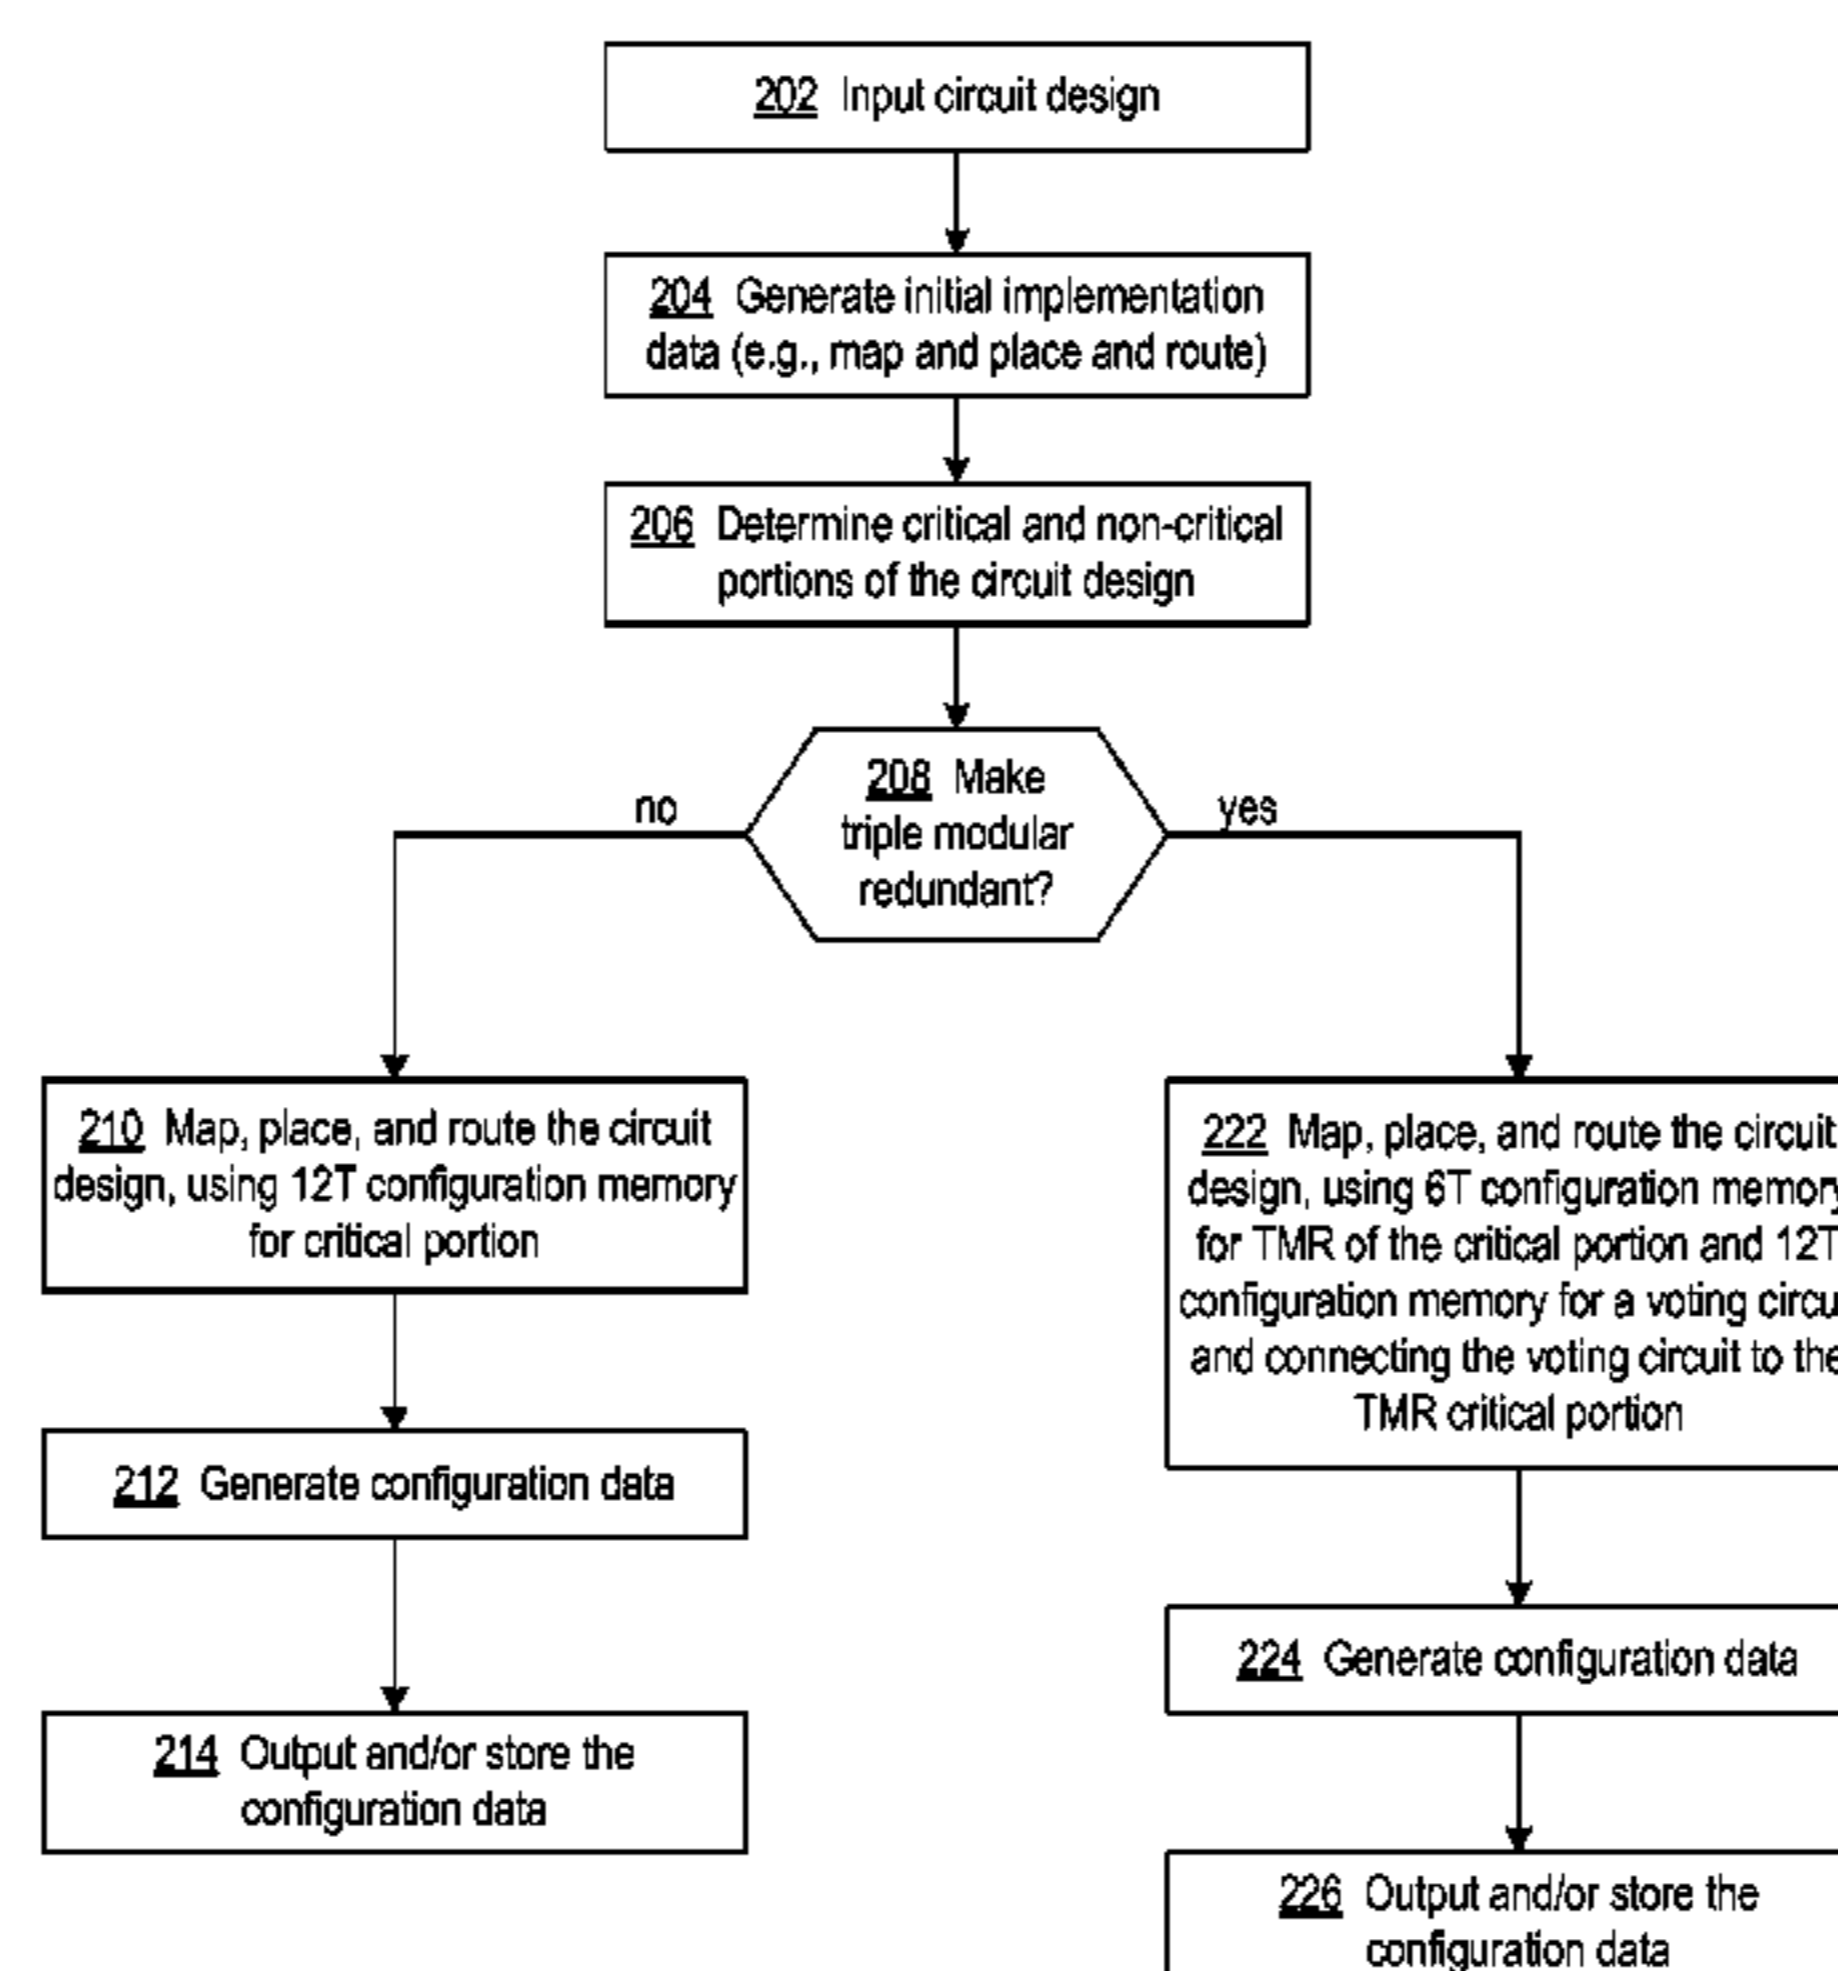 202 Input circuit design
204 Generate initial implementation
data (e.g., map and place and route)
206 Determine critical and non-critical
portions of the circuit design
208 Make
triple modular
redundant?
no
yes
210 Map, place, and route the circuit
design, using 12T configuration memory
for critical portion
212 Generate configuration data
214 Output and/or store the
configuration data
222 Map, place, and route the circuit
design, using 6T configuration memory
for TMR of the critical portion and 12T
configuration memory for a voting circu
and connecting the voting circuit to the
TMR critical portion
224 Generate configuration data
226 Output and/or store the
configuration data